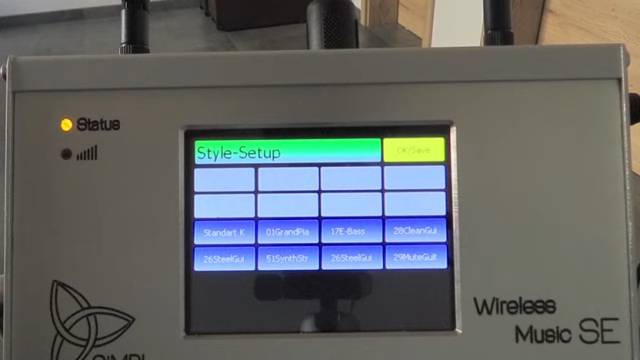 Status
Style-Setup
OK/Save
Standart K
01GrandPia
17E-Bass
28CleanGui
26SteelGui
51SynthStr
26SteelGui
29MuteGuit
Wireless
Music SE